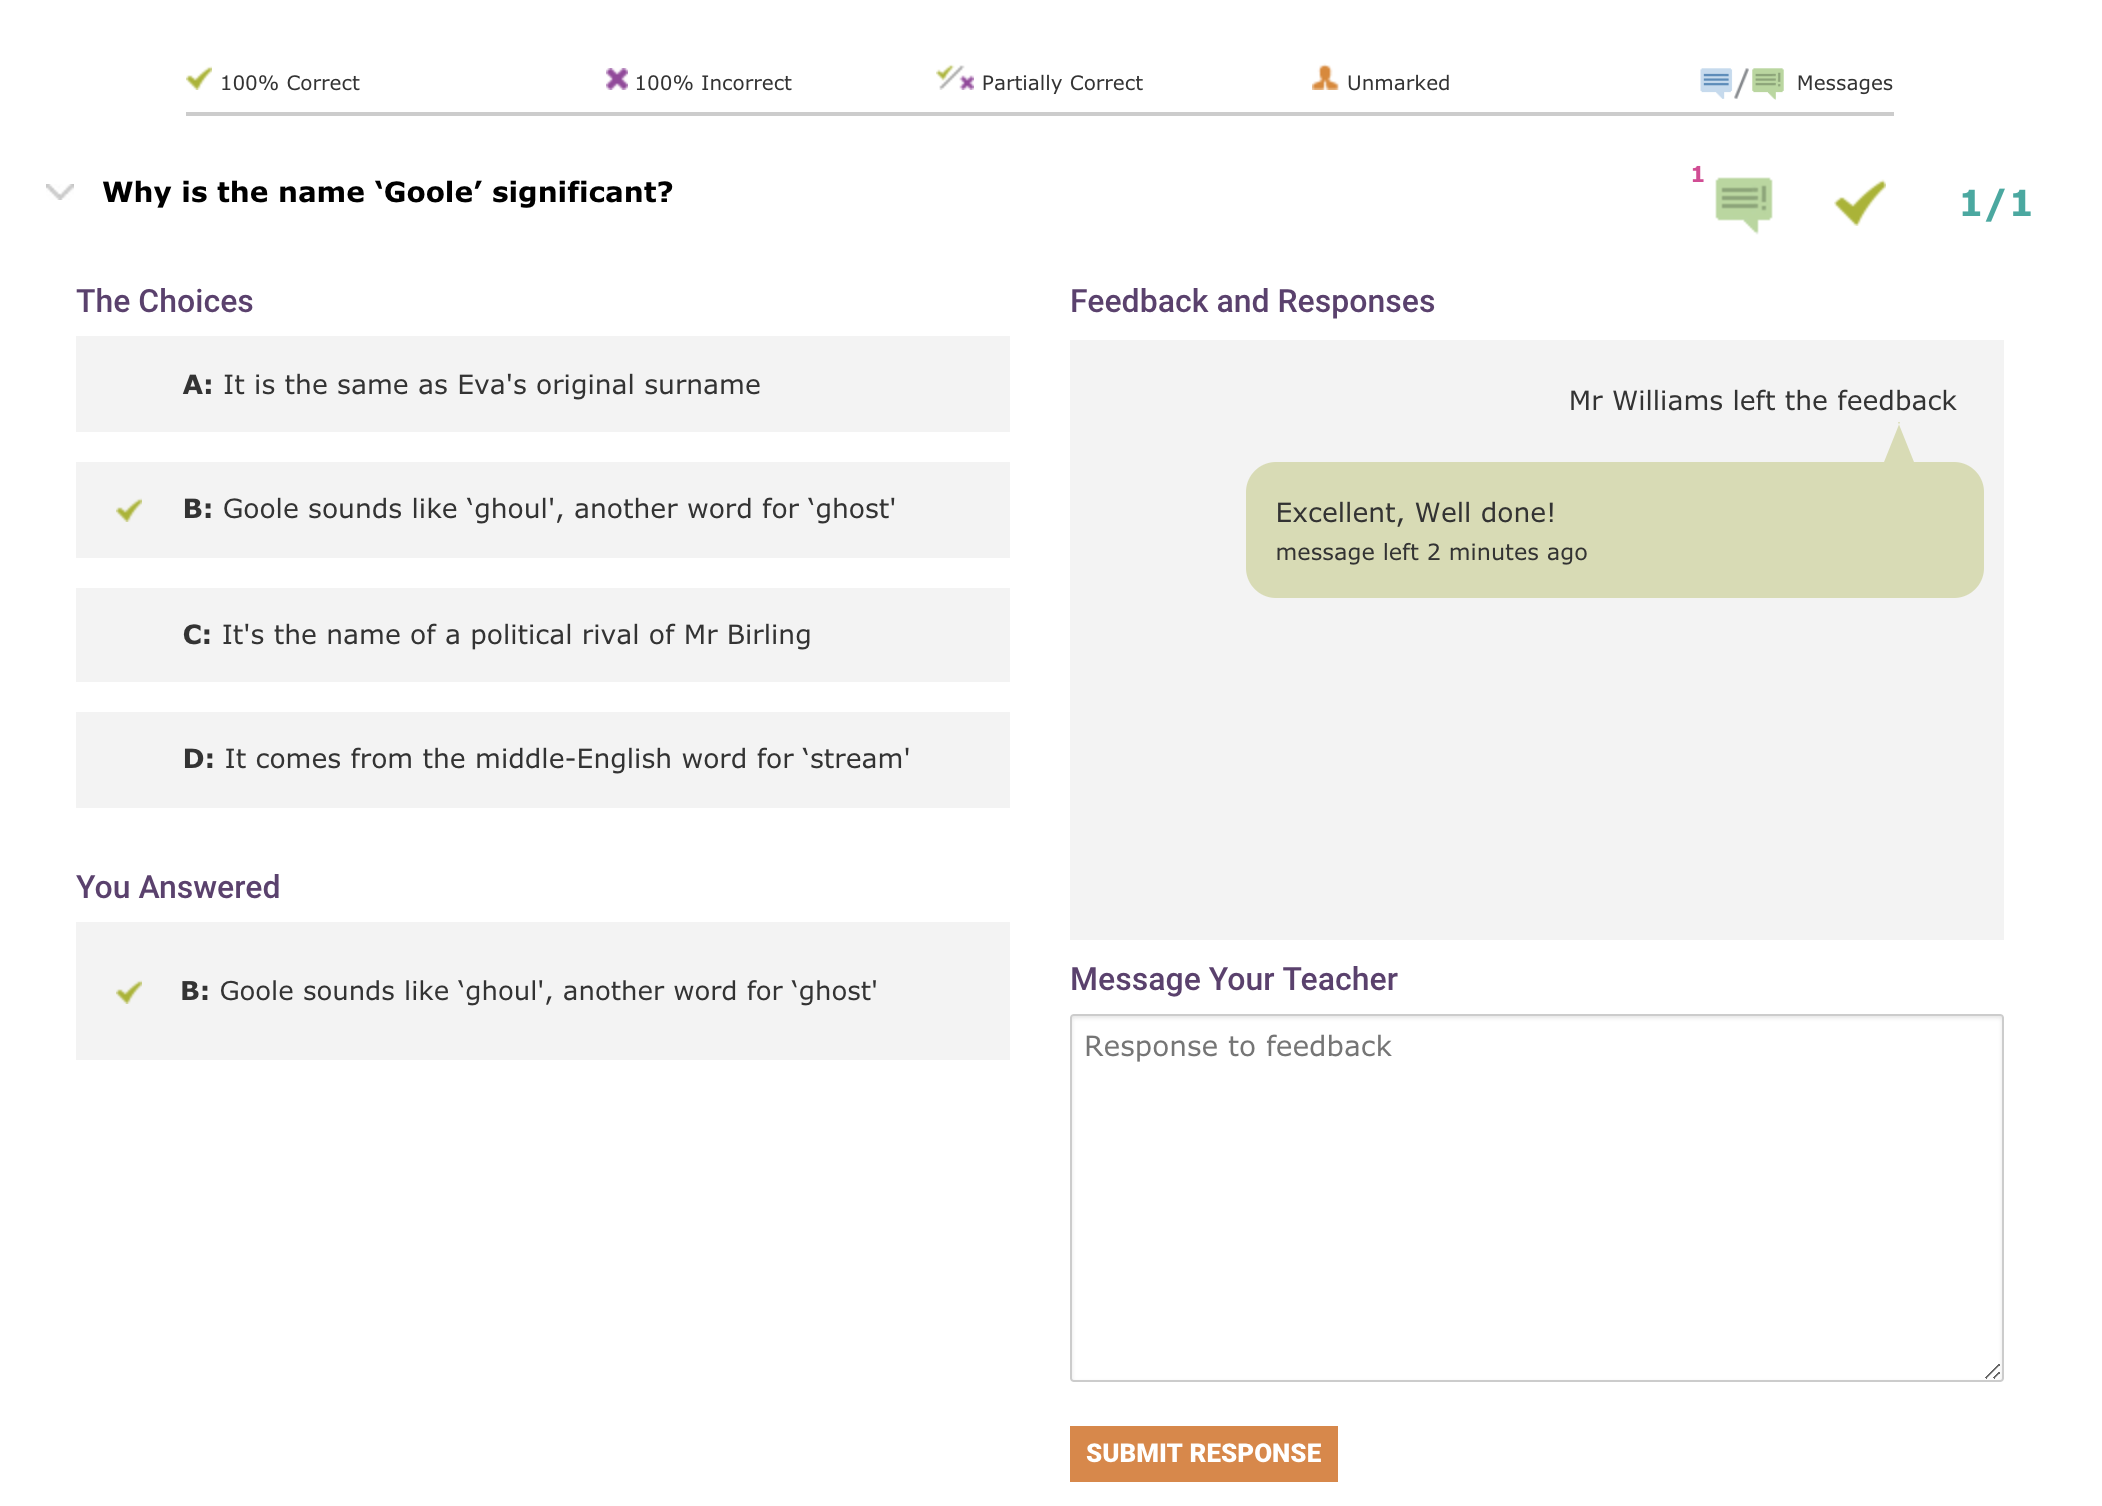 100% Correct
100% Incorrect
Partially Correct
Unmarked
Messages
Why is the name ‘Goole’ significant?
1
1/1
The Choices
A: It is the same as Eva's original surname
B: Goole sounds like ‘ghoul', another word for ‘ghost'
C: It's the name of a political rival of Mr Birling
D: It comes from the middle-English word for ‘stream'
You Answered
B: Goole sounds like ‘ghoul', another word for ‘ghost'
Feedback and Responses
Mr Williams left the feedback
Excellent, Well done!
message left 2 minutes ago
Message Your Teacher
Response to feedback
SUBMIT RESPONSE